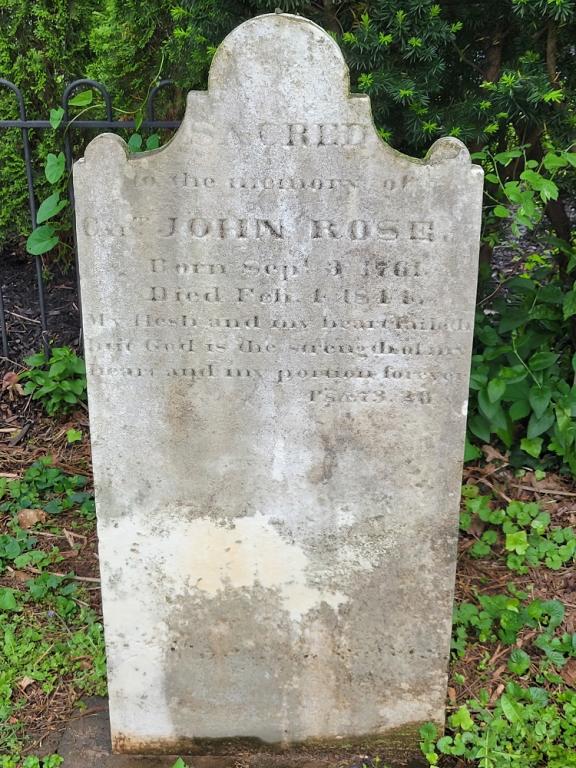 SACRED
to the memory of
Capt JOHN ROSE.
Born Sept 3 1761.
Died Feb. 4 1844.
My flesh and my heart faileth
but God is the strength of my
heart and my portion forever
Psa 73. 26